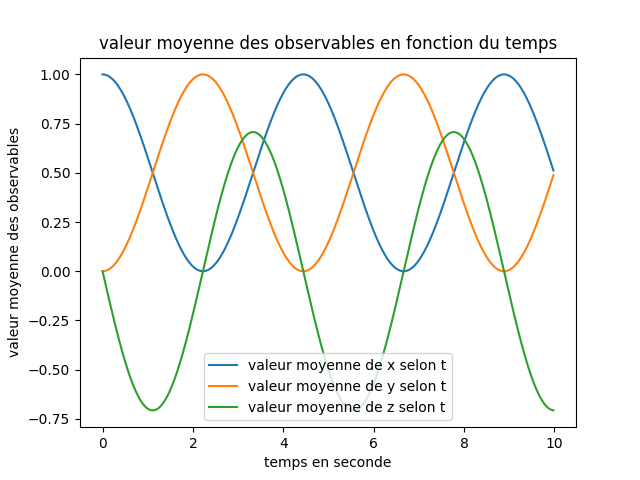 valeur moyenne des observables en fonction du temps
1.00
0.75
0.50
0.25
0.00
−0.25
−0.50
−0.75
valeur moyenne des observables
valeur moyenne de x selon t
valeur moyenne de y selon t
valeur moyenne de z selon t
0 2 4 6 8 10
temps en seconde